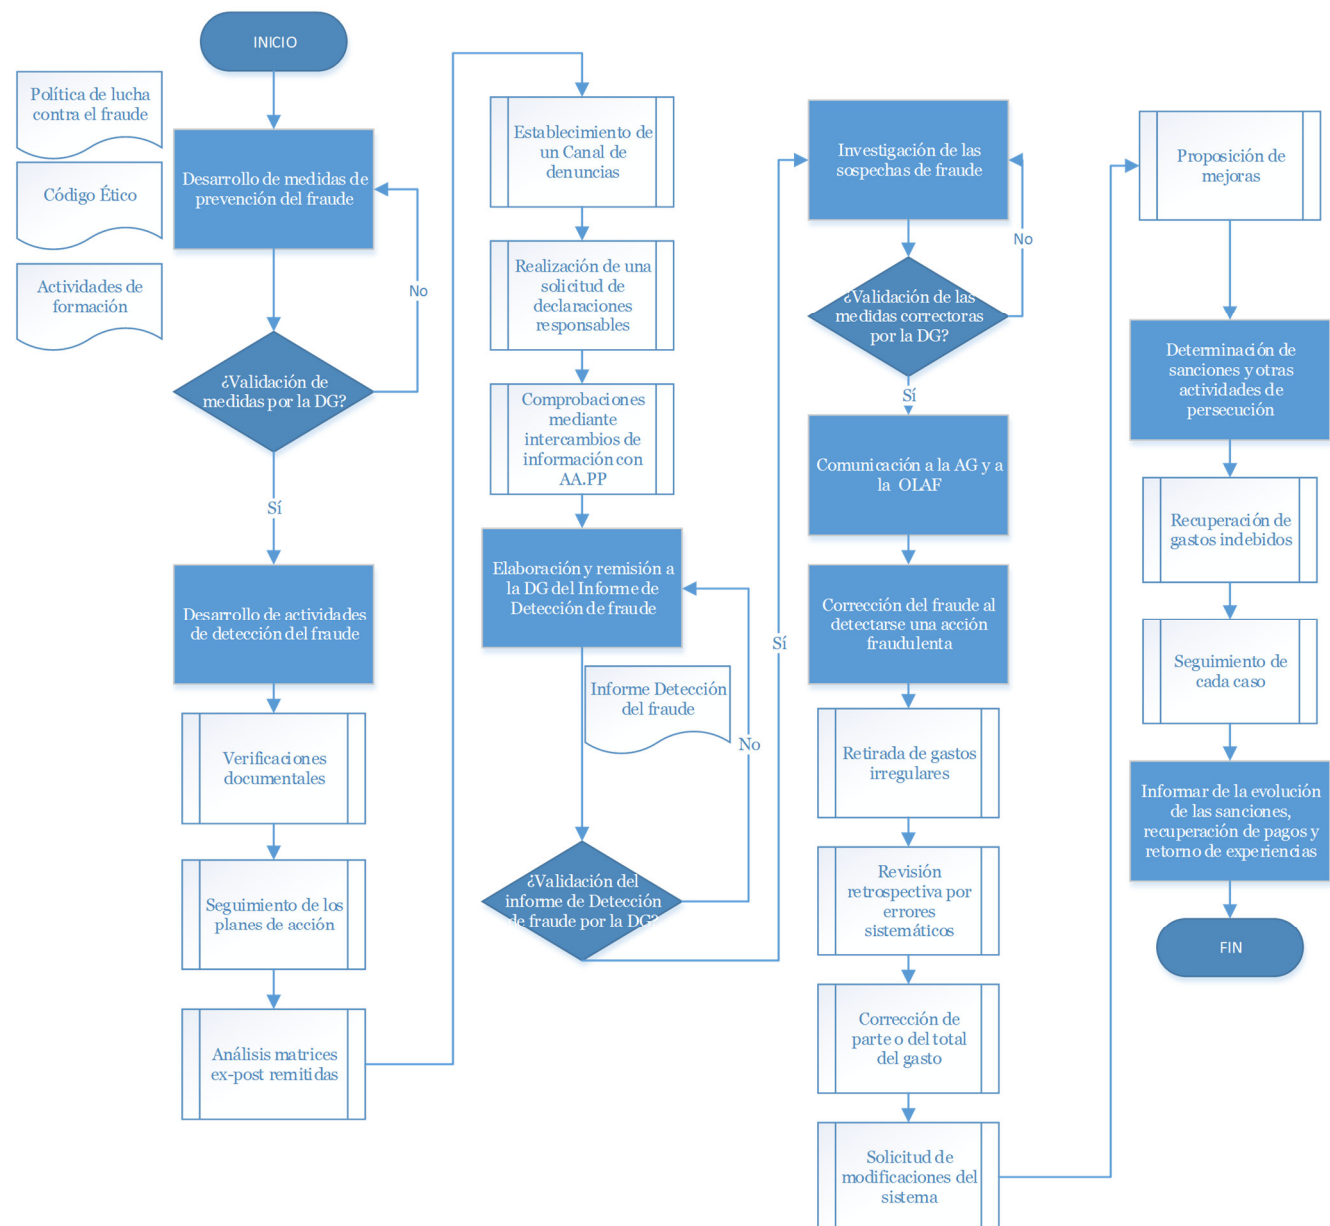 INICIO
Política de lucha
contra el fraude
Código Ético
Actividades de
formación
Desarrollo de medidas de
prevención del fraude
No
¿Validación de
medidas por la DG?
Sí
Desarrollo de actividades
de detección del fraude
Verificaciones
documentales
Seguimiento de los
planes de acción
Análisis matrices
ex-post remitidas
Establecimiento de
un Canal de
denuncias
Realización de una
solicitud de
declaraciones
responsables
Comprobaciones
mediante
intercambios de
información con
AA.PP
Elaboración y remisión a
la DG del Informe de
Detección de fraude
Informe Detección
del fraude
No
¿Validación del
informe de Detección
de fraude por la DG?
Sí
Investigación de las
sospechas de fraude
No
¿Validación de las
medidas correctoras
por la DG?
Sí
Comunicación a la AG y a
la OLAF
Corrección del fraude al
detectarse una acción
fraudulenta
Retirada de gastos
irregulares
Revisión
retrospectiva por
errores
sistemáticos
Corrección de
parte o del total
del gasto
Solicitud de
modificaciones del
sistema
Proposición de
mejoras
Determinación de
sanciones y otras
actividades de
persecución
Recuperación de
gastos indebidos
Seguimiento de
cada caso
Informar de la evolución
de las sanciones,
recuperación de pagos y
retorno de experiencias
FIN